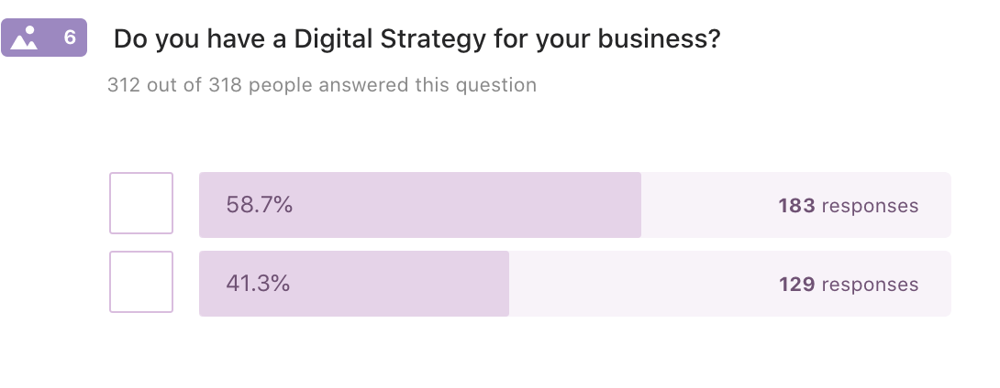 6 Do you have a Digital Strategy for your business?
312 out of 318 people answered this question
58.7% 183 responses
41.3% 129 responses